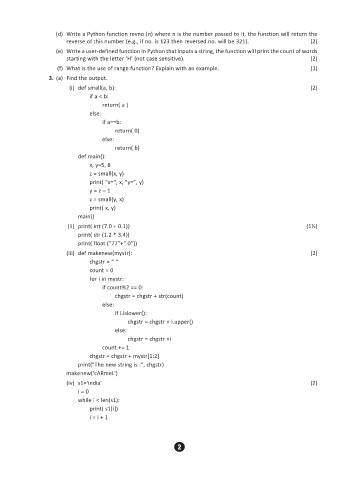 (d) Write a Python function revno (n) where n is the number passed to it, the function will return the
reverse of this number (e.g., if no. is 123 then reversed no. will be 321). (2)
(e) Write a user-defined function in Python that inputs a string, the function will print the count of words
starting with the letter 'H' (not case sensitive). (2)
(f) What is the use of range function? Explain with an example. (1)
3. (a) Find the output.
(i) def small(a, b): (2)
if a < b:
return( a )
else:
if a==b:
return( 0)
else:
return( b)
def main():
x, y=5, 8
z = small(x, y)
print( "x=", x, "y=", y)
y = z – 1
z = small(y, x)
print( x, y)
main()
(ii) print( int (7.0 ÷ 0.1)) (1½)
print( str (1.2 * 3.4))
print( float ("77"+".0"))
(iii) def makenew(mystr): (2)
chgstr = " "
count = 0
for i in mystr:
if count%2 == 0:
chgstr = chgstr + str(count)
else:
if i.islower():
chgstr = chgstr + i.upper()
else:
chgstr = chgstr +i
count += 1
chgstr = chgstr + mystr[1:2]
print("The new string is :", chgstr)
makenew('cARmeL')
(iv) s1='India' (2)
i = 0
while i < len(s1):
print( s1[i])
i = i + 1
2